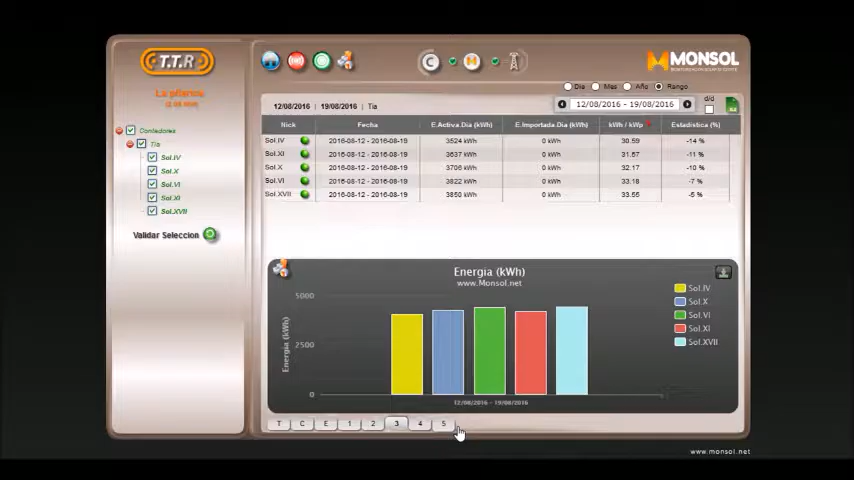 T.T.R
C
M
MONSOL
La pilarma
Dia
Mes
Año
Rango
12/08/2016 | 19/08/2016 | Tia
12/08/2016 - 19/08/2016
d/d
Nick Fecha E.Activa.Dia (kWh) E.Importada.Dia (kWh) kWh / kWp Estadistica (%)
Sol.IV 2016-08-12 - 2016-08-19 3524 kWh 0 kWh 30.59 -14 %
Sol.XI 2016-08-12 - 2016-08-19 3637 kWh 0 kWh 31.57 -11 %
Sol.X 2016-08-12 - 2016-08-19 3706 kWh 0 kWh 32.17 -10 %
Sol.VI 2016-08-12 - 2016-08-19 3822 kWh 0 kWh 33.18 -7 %
Sol.XVII 2016-08-12 - 2016-08-19 3850 kWh 0 kWh 33.55 -5 %
Contadores
Tia
Sol.IV
Sol.X
Sol.VI
Sol.XI
Sol.XVII
Validar Seleccion
Energia (kWh)
www.Monsol.net
Energia (kWh)
5000
2500
0
12/08/2016 - 19/08/2016
Sol.IV
Sol.X
Sol.VI
Sol.XI
Sol.XVII
T C E 1 2 3 4 5
www.monsol.net